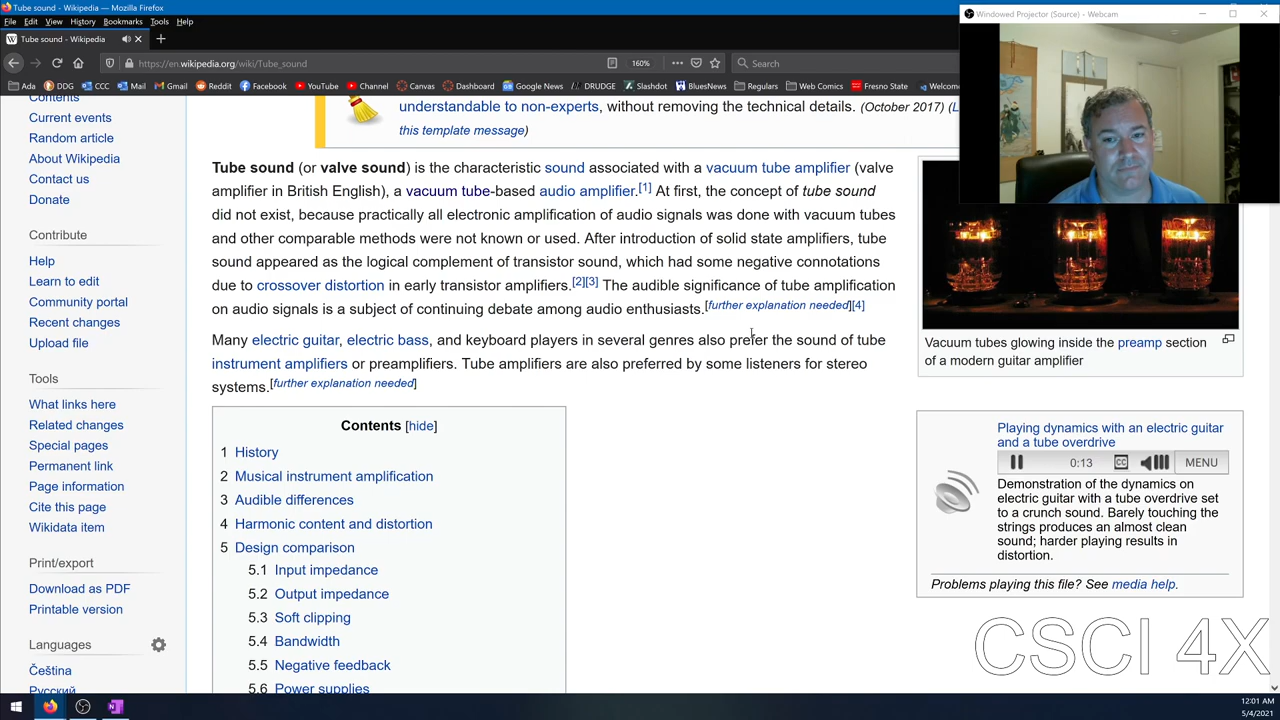 Tube sound - Wikipedia — Mozilla Firefox
File Edit View History Bookmarks Tools Help
Tube sound - Wikipedia
https://en.wikipedia.org/wiki/Tube_sound
160%
Search
Ada DDG CCC Mail Gmail Reddit Facebook YouTube Channel Canvas Canvast Google News DRUDGE Slashdot BluesNews Regulars Work Cancel Fresno State Welcome
Windowed Projector (Source) - Webcam
Contents
Current events
Random article
About Wikipedia
Contact us
Donate
Contribute
Help
Learn to edit
Community portal
Recent changes
Upload file
Tools
What links here
Related changes
Special pages
Permanent link
Page information
Cite this page
Wikidata item
Print/export
Download as PDF
Printable version
Languages
Čeština
Русский
understandable to non-experts, without removing the technical details. (October 2017) (L
this template message)
Tube sound (or valve sound) is the characteristic sound associated with a vacuum tube amplifier (valve
amplifier in British English), a vacuum tube-based audio amplifier.[1] At first, the concept of tube sound
did not exist, because practically all electronic amplification of audio signals was done with vacuum tubes
and other comparable methods were not known or used. After introduction of solid state amplifiers, tube
sound appeared as the logical complement of transistor sound, which had some negative connotations
due to crossover distortion in early transistor amplifiers.[2][3] The audible significance of tube amplification
on audio signals is a subject of continuing debate among audio enthusiasts.[further explanation needed][4]
Many electric guitar, electric bass, and keyboard players in several genres also prefer the sound of tube
instrument amplifiers or preamplifiers. Tube amplifiers are also preferred by some listeners for stereo
systems.[further explanation needed]
Contents [hide]
1 History
2 Musical instrument amplification
3 Audible differences
4 Harmonic content and distortion
5 Design comparison
5.1 Input impedance
5.2 Output impedance
5.3 Soft clipping
5.4 Bandwidth
5.5 Negative feedback
5.6 Power supplies
Vacuum tubes glowing inside the preamp section
of a modern guitar amplifier
Playing dynamics with an electric guitar
and a tube overdrive
0:13 CC MENU
Demonstration of the dynamics on
electric guitar with a tube overdrive set
to a crunch sound. Barely touching the
strings produces an almost clean
sound; harder playing results in
distortion.
Problems playing this file? See media help.
CSCI 4X
12:01 AM
5/4/2021